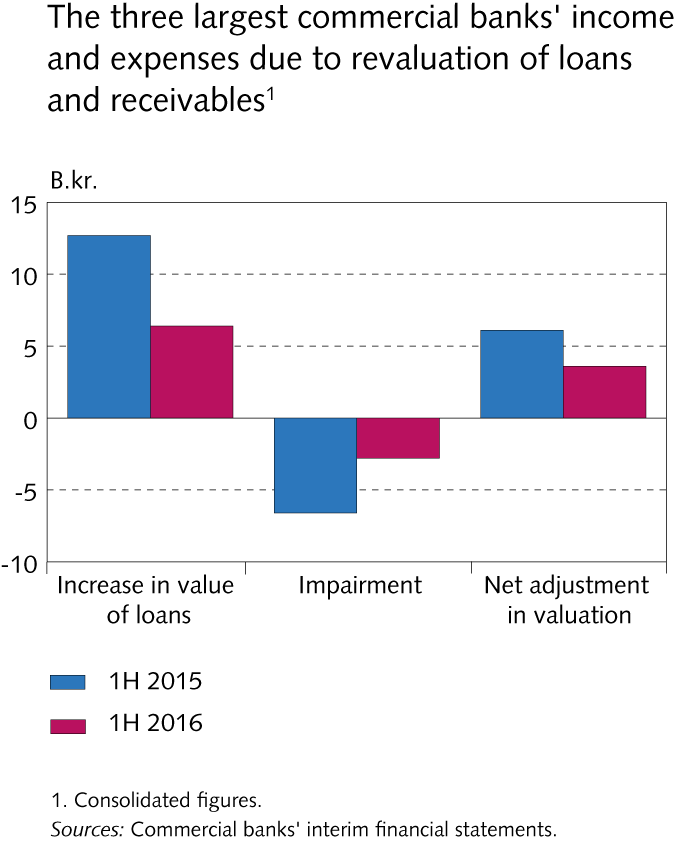 The three largest commercial banks' income
and expenses due to revaluation of loans
and receivables¹
B.kr.
15
10
5
0
-5
-10
Increase in value
of loans
Impairment
Net adjustment
in valuation
1H 2015
1H 2016
1. Consolidated figures.
Sources: Commercial banks' interim financial statements.